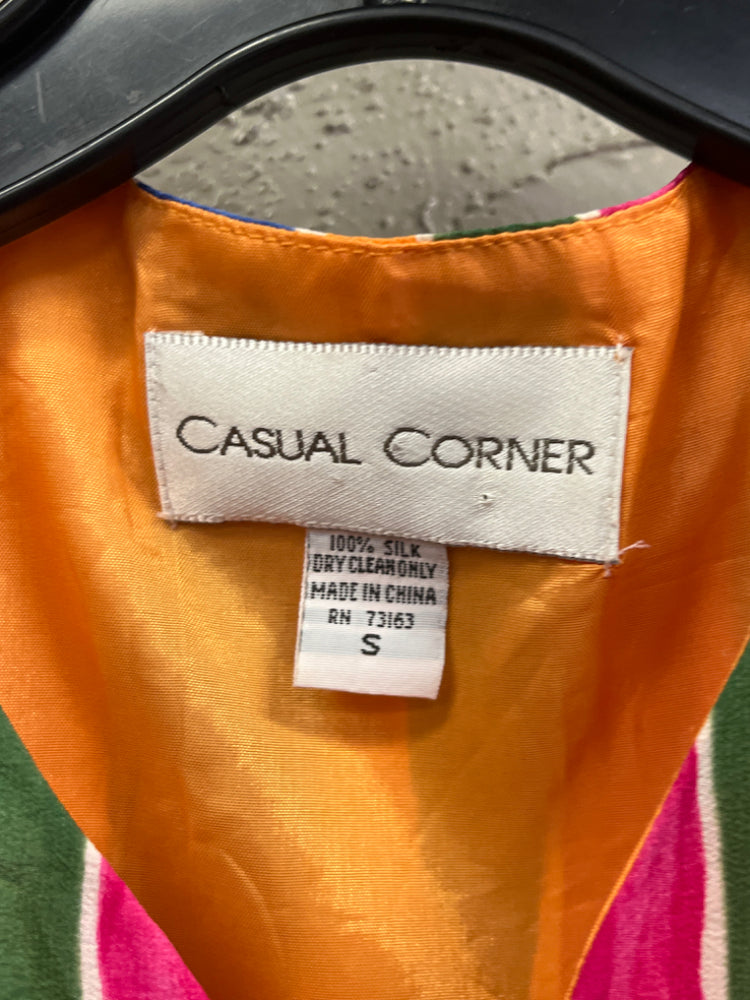 CASUAL CORNER
100% SILK
DRY CLEAN ONLY
MADE IN CHINA
RN 73163
S